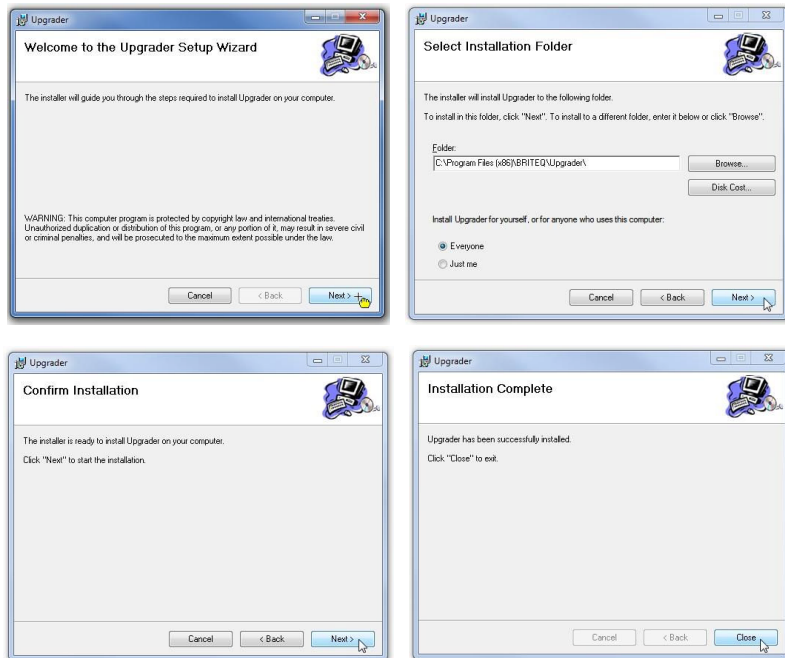 Upgrader
Welcome to the Upgrader Setup Wizard
The installer will guide you through the steps required to install Upgrader on your computer.
WARNING: This computer program is protected by copyright law and international treaties.
Unauthorized duplication or distribution of this program, or any portion of it, may result in severe civil
or criminal penalties, and will be prosecuted to the maximum extent possible under the law.
Cancel < Back Next >
Upgrader
Select Installation Folder
The installer will install Upgrader to the following folder.
To install in this folder, click "Next". To install to a different folder, enter it below or click "Browse".
Folder:
C:\Program Files (x86)\BRITEQ\Upgrader\ Browse...
Disk Cost...
Install Upgrader for yourself, or for anyone who uses this computer:
Everyone
Just me
Cancel < Back Next >
Upgrader
Confirm Installation
The installer is ready to install Upgrader on your computer.
Click "Next" to start the installation.
Cancel < Back Next >
Upgrader
Installation Complete
Upgrader has been successfully installed.
Click "Close" to exit.
Cancel < Back Close